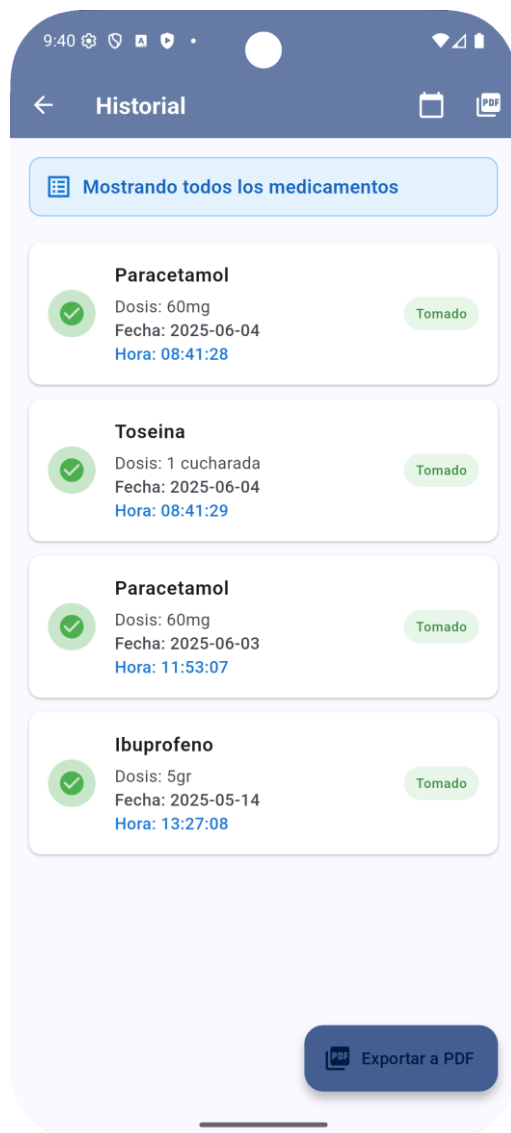 9:40
Historial
PDF
Mostrando todos los medicamentos
Paracetamol
Dosis: 60mg
Fecha: 2025-06-04
Hora: 08:41:28
Tomado
Toseina
Dosis: 1 cucharada
Fecha: 2025-06-04
Hora: 08:41:29
Tomado
Paracetamol
Dosis: 60mg
Fecha: 2025-06-03
Hora: 11:53:07
Tomado
Ibuprofeno
Dosis: 5gr
Fecha: 2025-05-14
Hora: 13:27:08
Tomado
PDF Exportar a PDF